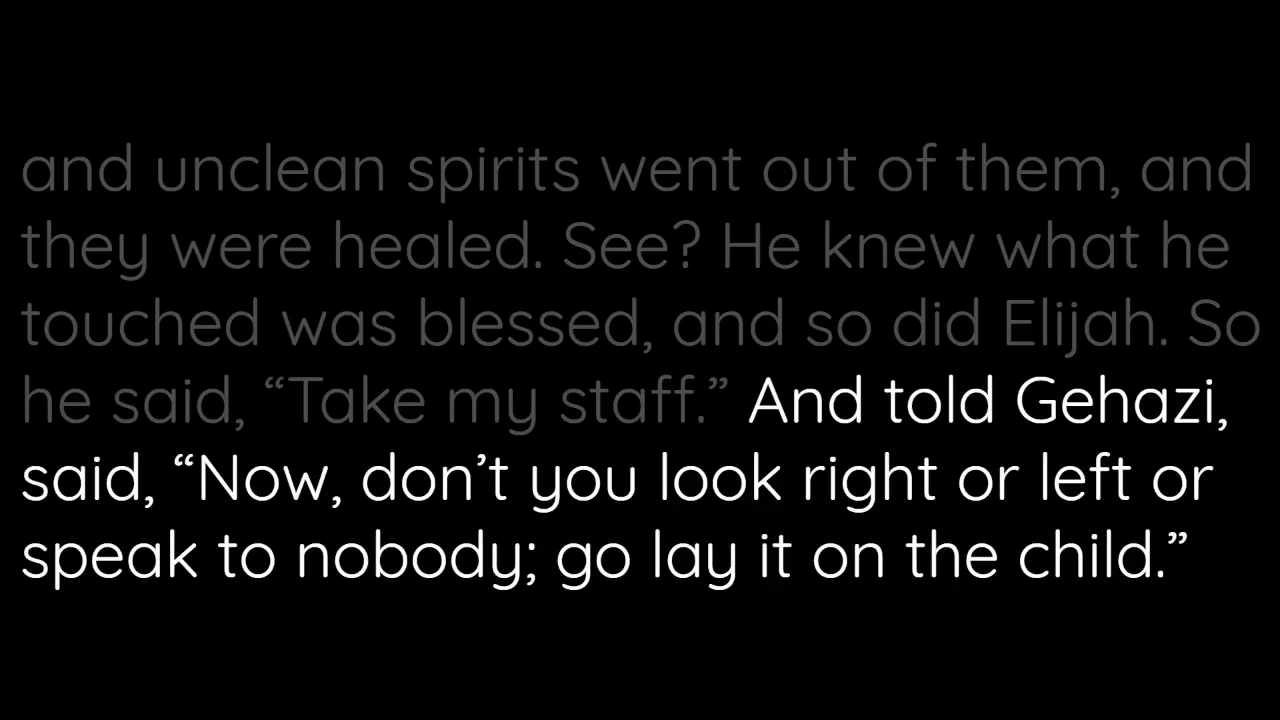 and unclean spirits went out of them, and
they were healed. See? He knew what he
touched was blessed, and so did Elijah. So
he said, “Take my staff.” And told Gehazi,
said, “Now, don’t you look right or left or
speak to nobody; go lay it on the child.”